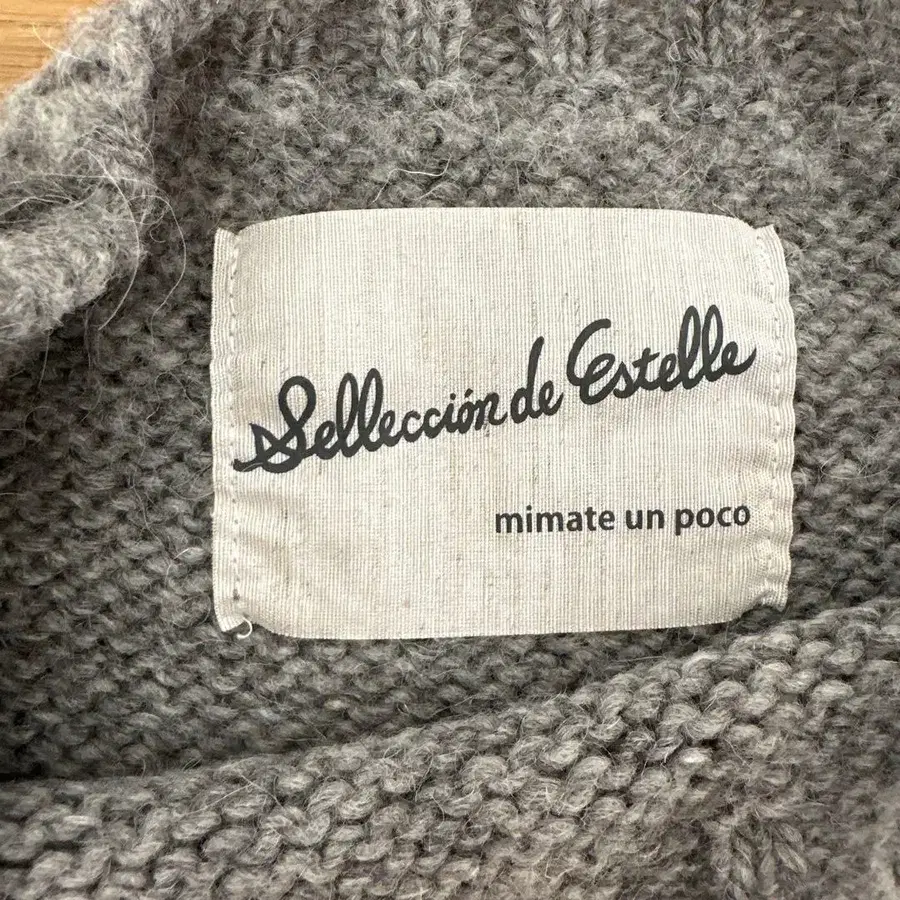 Sellección de Estelle
mimate un poco